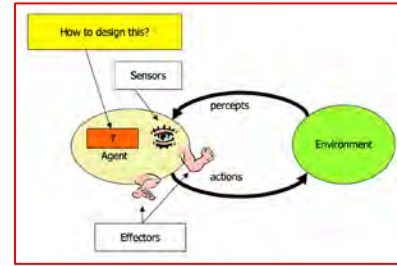 How to design this?
Sensors
percepts
?
Agent
Environment
actions
Effectors